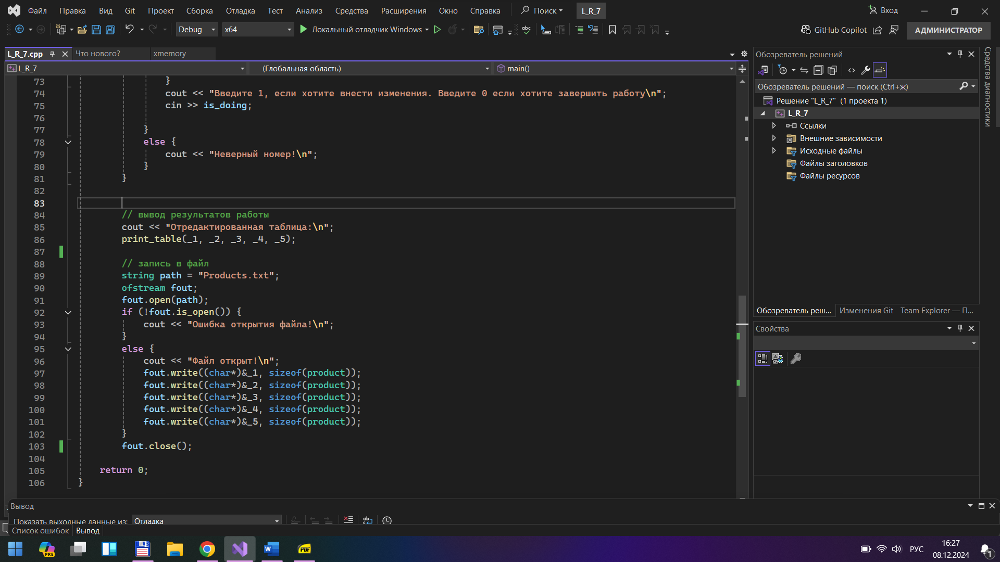 Файл Правка Вид Git Проект Сборка Отладка Тест Анализ Средства Расширения Окно Справка Поиск L_R_7 Вход
Debug x64 Локальный отладчик Windows abc GitHub Copilot АДМИНИСТРАТОР
L_R_7.cpp Что нового? xmemory
L_R_7 (Глобальная область) main()
73 }
74 cout << "Введите 1, если хотите внести изменения. Введите 0 если хотите завершить работу\n";
75 cin >> is_doing;
76
77 }
78 else {
79 cout << "Неверный номер!\n";
80 }
81 }
82
83
84 // вывод результатов работы
85 cout << "Отредактированная таблица:\n";
86 print_table(_1, _2, _3, _4, _5);
87
88 // запись в файл
89 string path = "Products.txt";
90 ofstream fout;
91 fout.open(path);
92 if (!fout.is_open()) {
93 cout << "Ошибка открытия файла!\n";
94 }
95 else {
96 cout << "Файл открыт!\n";
97 fout.write((char*)&_1, sizeof(product));
98 fout.write((char*)&_2, sizeof(product));
99 fout.write((char*)&_3, sizeof(product));
100 fout.write((char*)&_4, sizeof(product));
101 fout.write((char*)&_5, sizeof(product));
102 }
103 fout.close();
104
105 return 0;
106 }
Обозреватель решений
Обозреватель решений — поиск (Ctrl+ж)
Решение "L_R_7" (1 проекта 1)
L_R_7
Ссылки
Внешние зависимости
Исходные файлы
Файлы заголовков
Файлы ресурсов
Обозреватель реш... Изменения Git Team Explorer — П...
Свойства
Средства диагностики
Вывод
Показать выходные данные из: Отладка
Список ошибок Вывод
PRE
PDF
РУС
16:27
08.12.2024
1